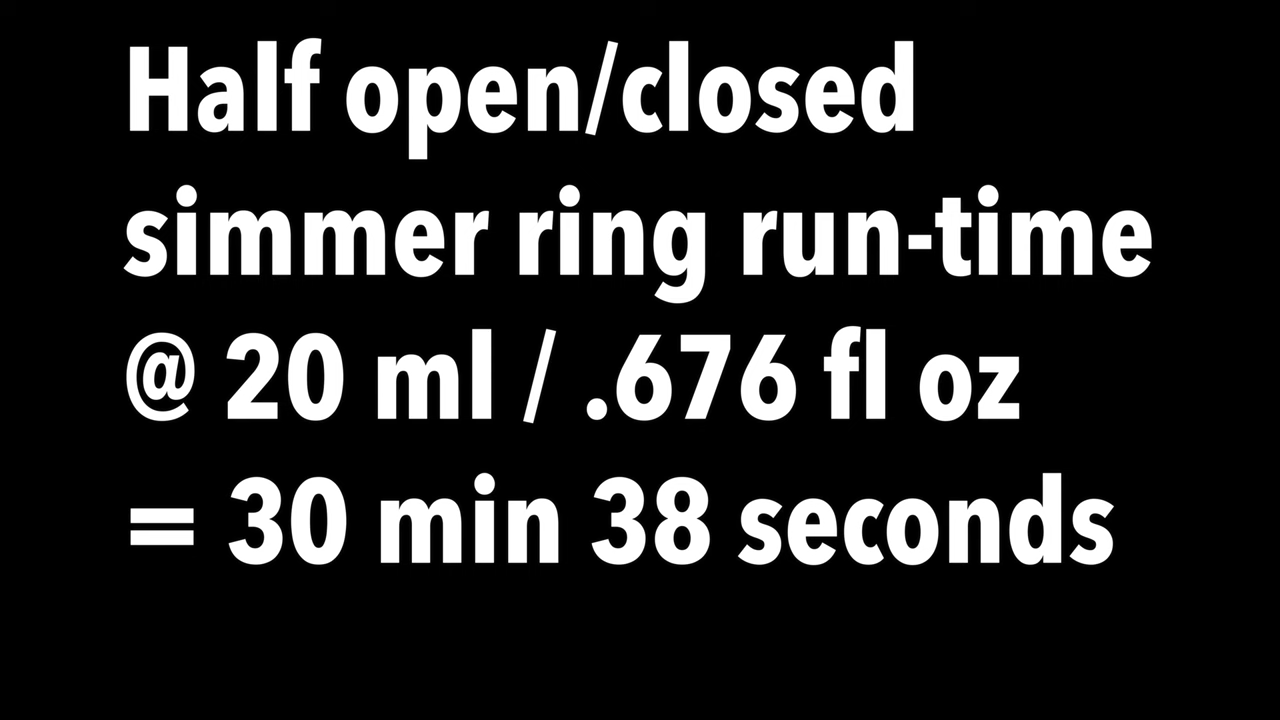 Half open/closed
simmer ring run-time
@ 20 ml / .676 fl oz
= 30 min 38 seconds